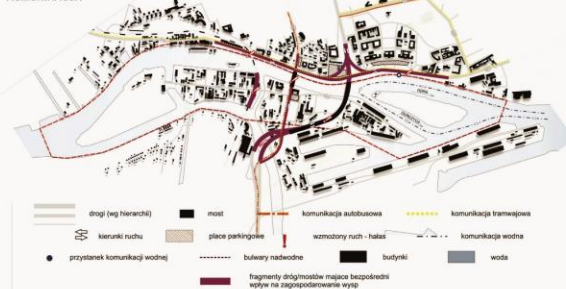 drogi (wg hierarchii)
most
komunikacja autobusowa
komunikacja tramwajowa
kierunki ruchu
place parkingowe
wzmożony ruch - hałas
komunikacja wodna
przystanek komunikacji wodnej
bulwary nadwodne
budynki
woda
fragmenty dróg/mostów majace bezpośredni
wpływ na zagospodarowanie wysp